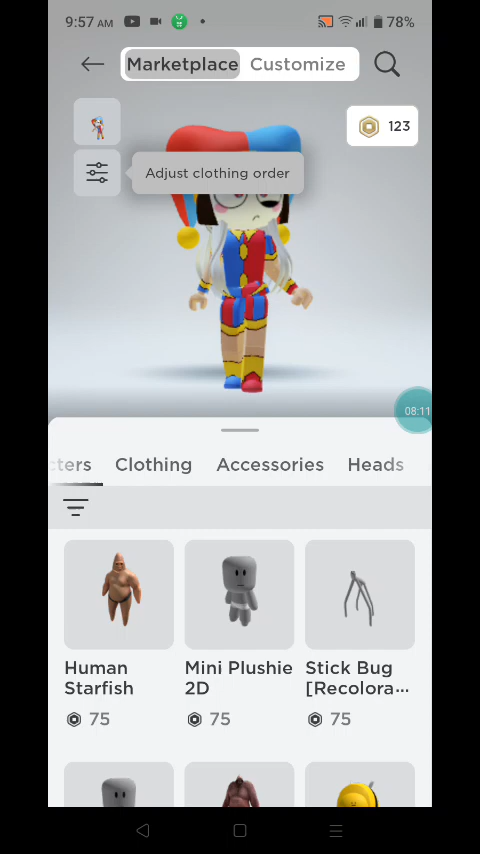 9:57 AM
78%
Marketplace Customize
123
Adjust clothing order
08:11
cters Clothing Accessories Heads
Human Starfish
75
Mini Plushie 2D
75
Stick Bug [Recolora...
75